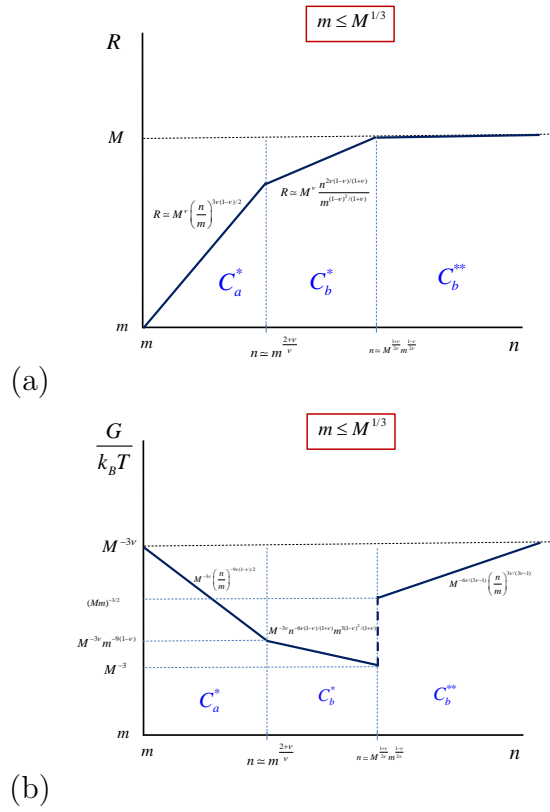 m ≤ M^{1/3}
R
M
R ≃ M^ν (n/m)^{3ν(1-ν)/2}
R ≃ M^ν n^{2ν(1-ν)/(1+ν)} / m^{(1-ν)^2/(1+ν)}
C_a^* C_b^* C_b^{**}
m
m n ≃ m^{(2+ν)/ν} n ≃ M^{(1+ν)/2ν} m^{(1-ν)/2ν} n
(a)
m ≤ M^{1/3}
G / k_B T
M^{-3ν}
M^{-3ν} (n/m)^{-9ν(1-ν)/2}
M^{-6ν/(3ν-1)} (n/m)^{3ν/(3ν-1)}
(Mm)^{-3/2}
M^{-3ν} m^{-9(1-ν)}
M^{-3ν} n^{-6ν(1-ν)/(1+ν)} m^{3(1-ν)^2/(1+ν)}
M^{-3}
C_a^* C_b^* C_b^{**}
m
m n ≃ m^{(2+ν)/ν} n = M^{(1+ν)/2ν} m^{(1-ν)/2ν} n
(b)